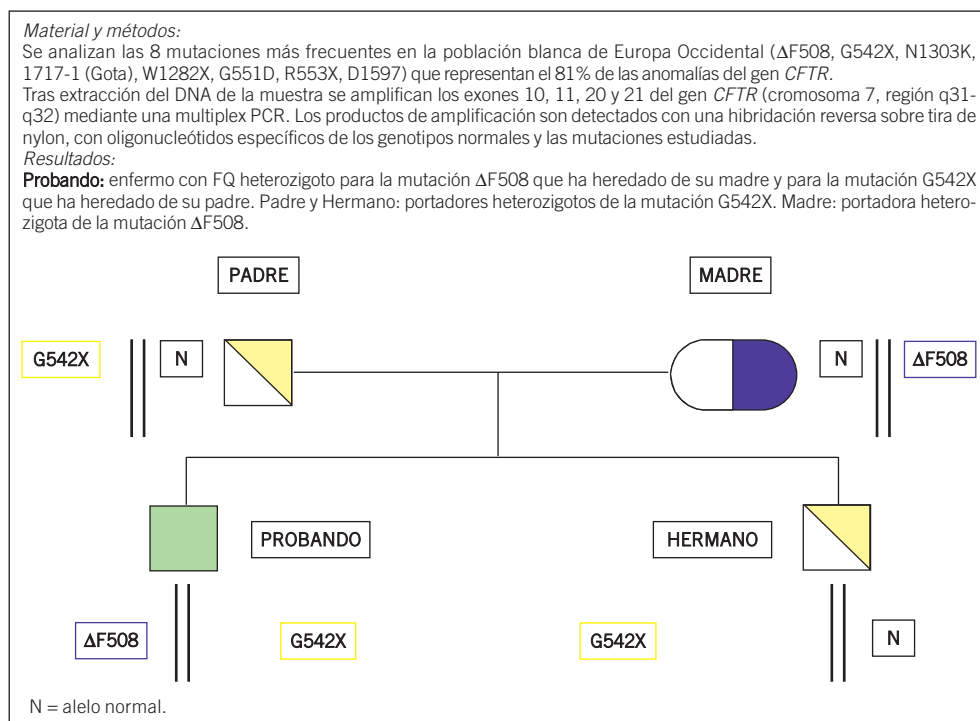 Material y métodos:
Se analizan las 8 mutaciones más frecuentes en la población blanca de Europa Occidental (ΔF508, G542X, N1303K,
1717-1 (Gota), W1282X, G551D, R553X, D1597) que representan el 81% de las anomalías del gen CFTR.
Tras extracción del DNA de la muestra se amplifican los exones 10, 11, 20 y 21 del gen CFTR (cromosoma 7, región q31-
q32) mediante una multiplex PCR. Los productos de amplificación son detectados con una hibridación reversa sobre tira de
nylon, con oligonucleótidos específicos de los genotipos normales y las mutaciones estudiadas.
Resultados:
Probando: enfermo con FQ heterozigoto para la mutación ΔF508 que ha heredado de su madre y para la mutación G542X
que ha heredado de su padre. Padre y Hermano: portadores heterozigotos de la mutación G542X. Madre: portadora hetero-
zigota de la mutación ΔF508.
PADRE MADRE
G542X N N ΔF508
PROBANDO HERMANO
ΔF508 G542X G542X N
N = alelo normal.